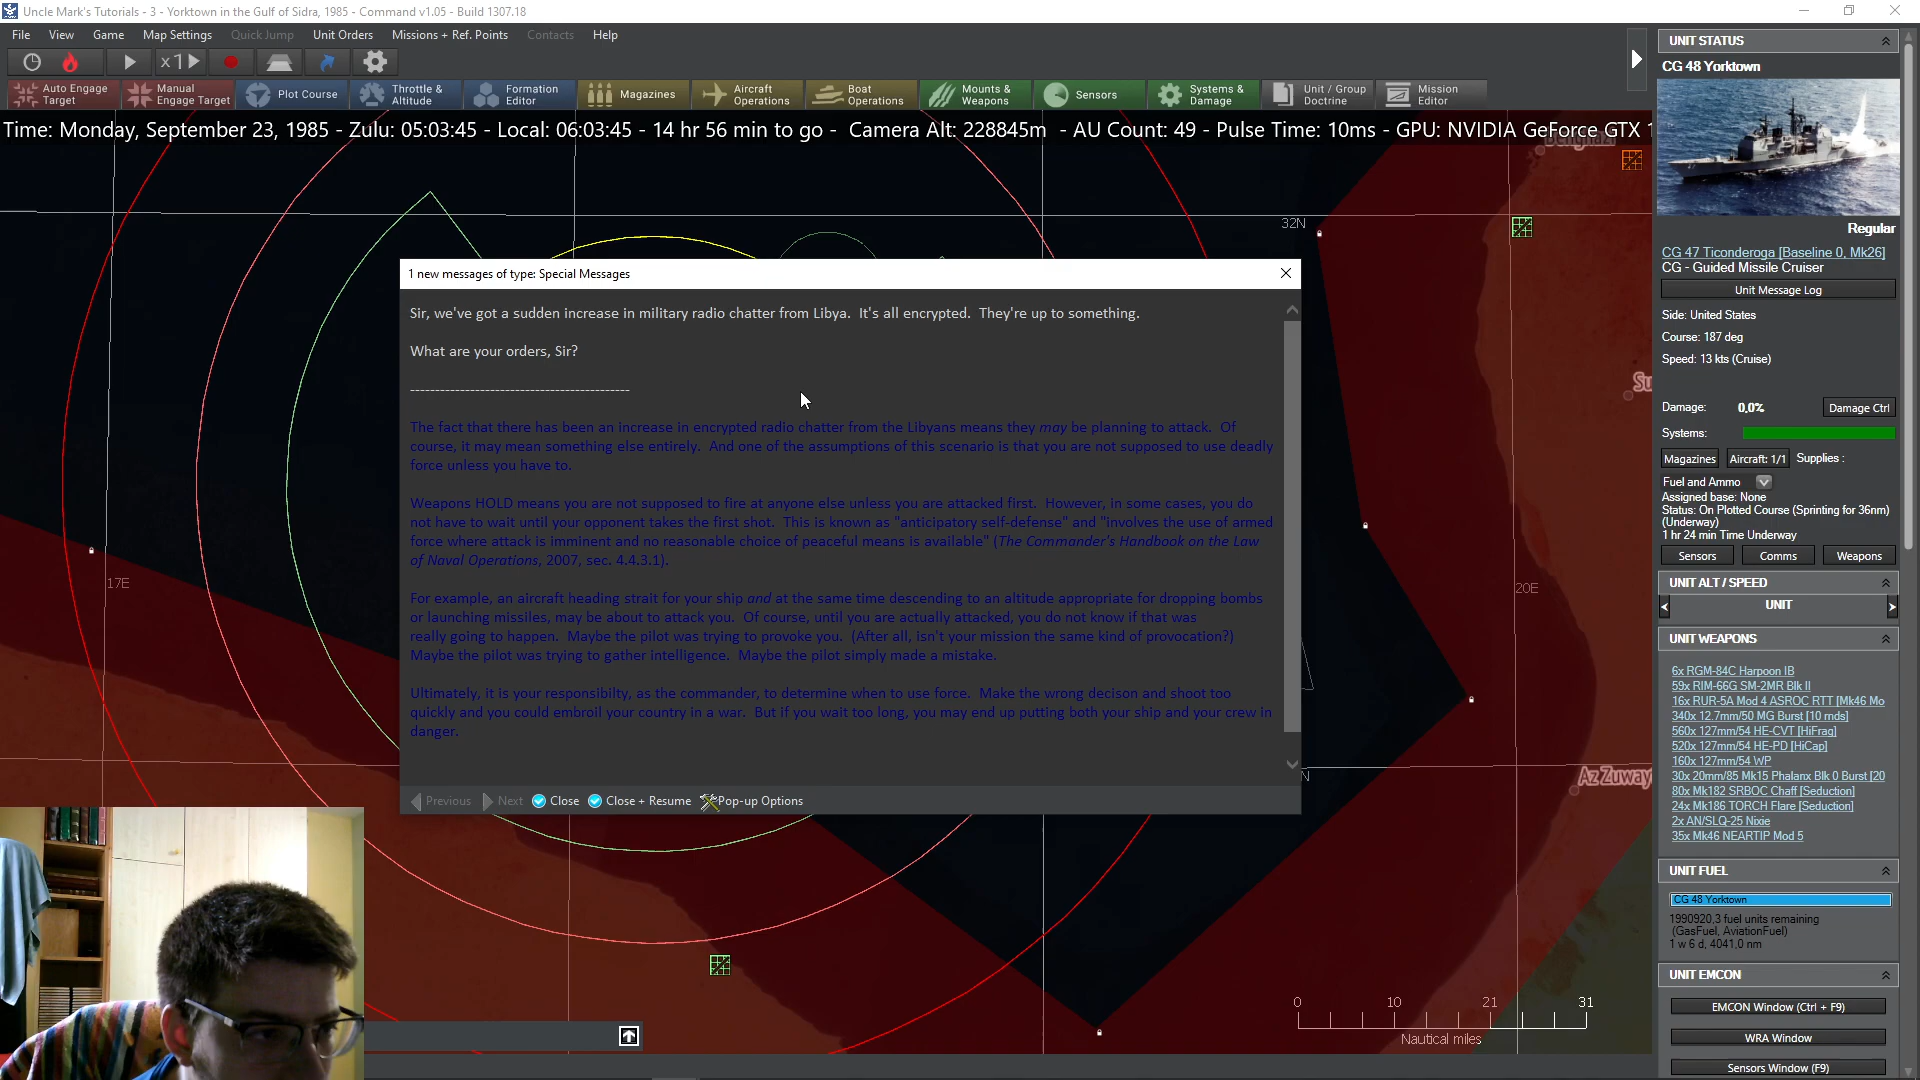 Uncle Mark's Tutorials - 3 - Yorktown in the Gulf of Sidra, 1985 - Command v1.05 - Build 1307.18
File View Game Map Settings Quick Jump Unit Orders Missions + Ref. Points Contacts Help
x1
Auto Engage Target
Manual Engage Target
Plot Course
Throttle & Altitude
Formation Editor
Magazines
Aircraft Operations
Boat Operations
Mounts & Weapons
Sensors
Systems & Damage
Unit / Group Doctrine
Mission Editor
Time: Monday, September 23, 1985 - Zulu: 05:03:45 - Local: 06:03:45 - 14 hr 56 min to go - Camera Alt: 228845m - AU Count: 49 - Pulse Time: 10ms - GPU: NVIDIA GeForce GTX 1
32N
17E
20E
N
Su
Az Zuway
1 new messages of type: Special Messages
Sir, we've got a sudden increase in military radio chatter from Libya. It's all encrypted. They're up to something.
What are your orders, Sir?
--------------------------------------------
The fact that there has been an increase in encrypted radio chatter from the Libyans means they may be planning to attack. Of
course, it may mean something else entirely. And one of the assumptions of this scenario is that you are not supposed to use deadly
force unless you have to.
Weapons HOLD means you are not supposed to fire at anyone else unless you are attacked first. However, in some cases, you do
not have to wait until your opponent takes the first shot. This is known as "anticipatory self-defense" and "involves the use of armed
force where attack is imminent and no reasonable choice of peaceful means is available" (The Commander's Handbook on the Law
of Naval Operations, 2007, sec. 4.4.3.1).
For example, an aircraft heading strait for your ship and at the same time descending to an altitude appropriate for dropping bombs
or launching missiles, may be about to attack you. Of course, until you are actually attacked, you do not know if that was
really going to happen. Maybe the pilot was trying to provoke you. (After all, isn't your mission the same kind of provocation?)
Maybe the pilot was trying to gather intelligence. Maybe the pilot simply made a mistake.
Ultimately, it is your responsibilty, as the commander, to determine when to use force. Make the wrong decison and shoot too
quickly and you could embroil your country in a war. But if you wait too long, you may end up putting both your ship and your crew in
danger.
Previous Next Close Close + Resume Pop-up Options
0 10 21 31
Nautical miles
UNIT STATUS
CG 48 Yorktown
Regular
CG 47 Ticonderoga [Baseline 0, Mk26]
CG - Guided Missile Cruiser
Unit Message Log
Side: United States
Course: 187 deg
Speed: 13 kts (Cruise)
Damage: 0,0% Damage Ctrl
Systems:
Magazines Aircraft: 1/1 Supplies :
Fuel and Ammo
Assigned base: None
Status: On Plotted Course (Sprinting for 36nm)
(Underway)
1 hr 24 min Time Underway
Sensors Comms Weapons
UNIT ALT / SPEED
UNIT
UNIT WEAPONS
6x RGM-84C Harpoon IB
59x RIM-66G SM-2MR Blk II
16x RUR-5A Mod 4 ASROC RTT [Mk46 Mo
340x 12.7mm/50 MG Burst [10 rnds]
560x 127mm/54 HE-CVT [HiFrag]
520x 127mm/54 HE-PD [HiCap]
160x 127mm/54 WP
30x 20mm/85 Mk15 Phalanx Blk 0 Burst [20
80x Mk182 SRBOC Chaff [Seduction]
24x Mk186 TORCH Flare [Seduction]
2x AN/SLQ-25 Nixie
35x Mk46 NEARTIP Mod 5
UNIT FUEL
CG 48 Yorktown
1990920,3 fuel units remaining
(GasFuel, AviationFuel)
1 w 6 d, 4041,0 nm
UNIT EMCON
EMCON Window (Ctrl + F9)
WRA Window
Sensors Window (F9)